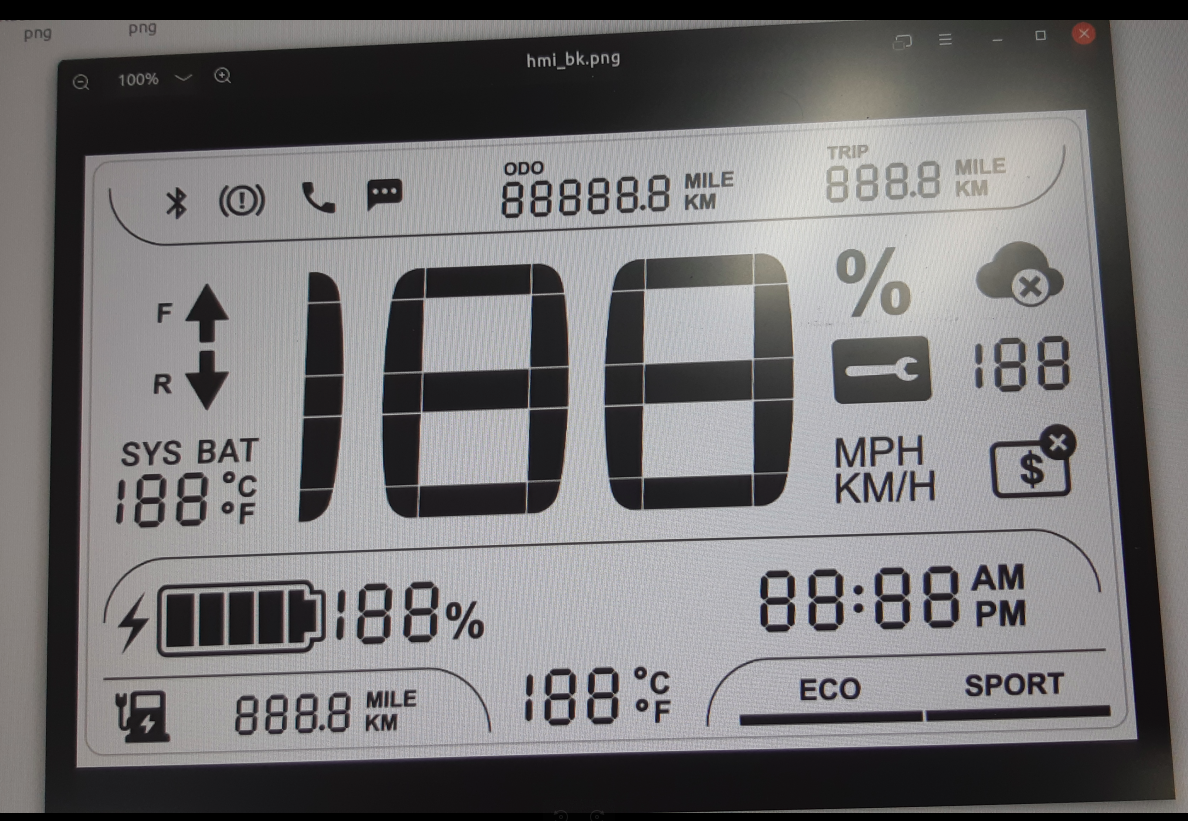 png
png
100%
hmi_bk.png
ODO
88888.8 MILE
KM
TRIP
888.8 MILE
KM
F
R
188
%
188
MPH
KM/H
$
SYS BAT
188 °C
°F
188%
88:88 AM
PM
888.8 MILE
KM
188 °C
°F
ECO
SPORT